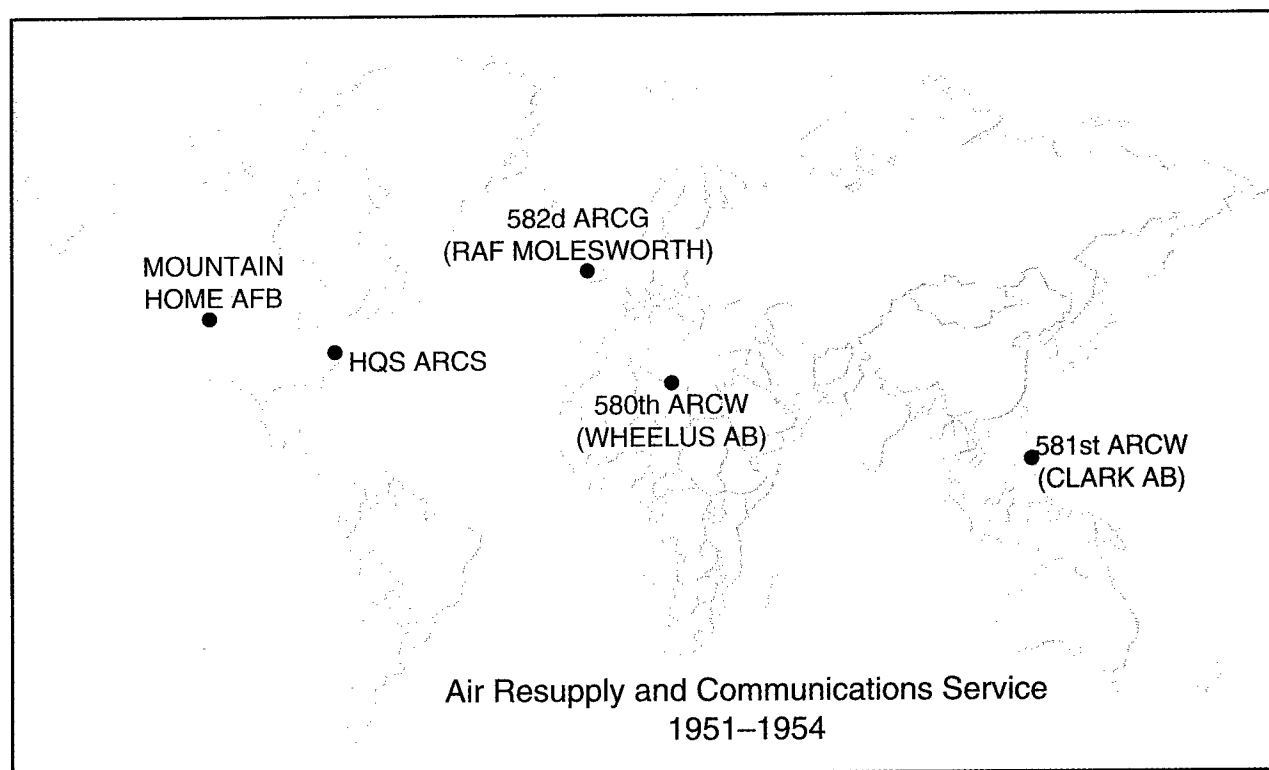 582d ARCG
(RAF MOLESWORTH)
MOUNTAIN
HOME AFB
HQS ARCS
580th ARCW
(WHEELUS AB)
581st ARCW
(CLARK AB)
Air Resupply and Communications Service
1951–1954